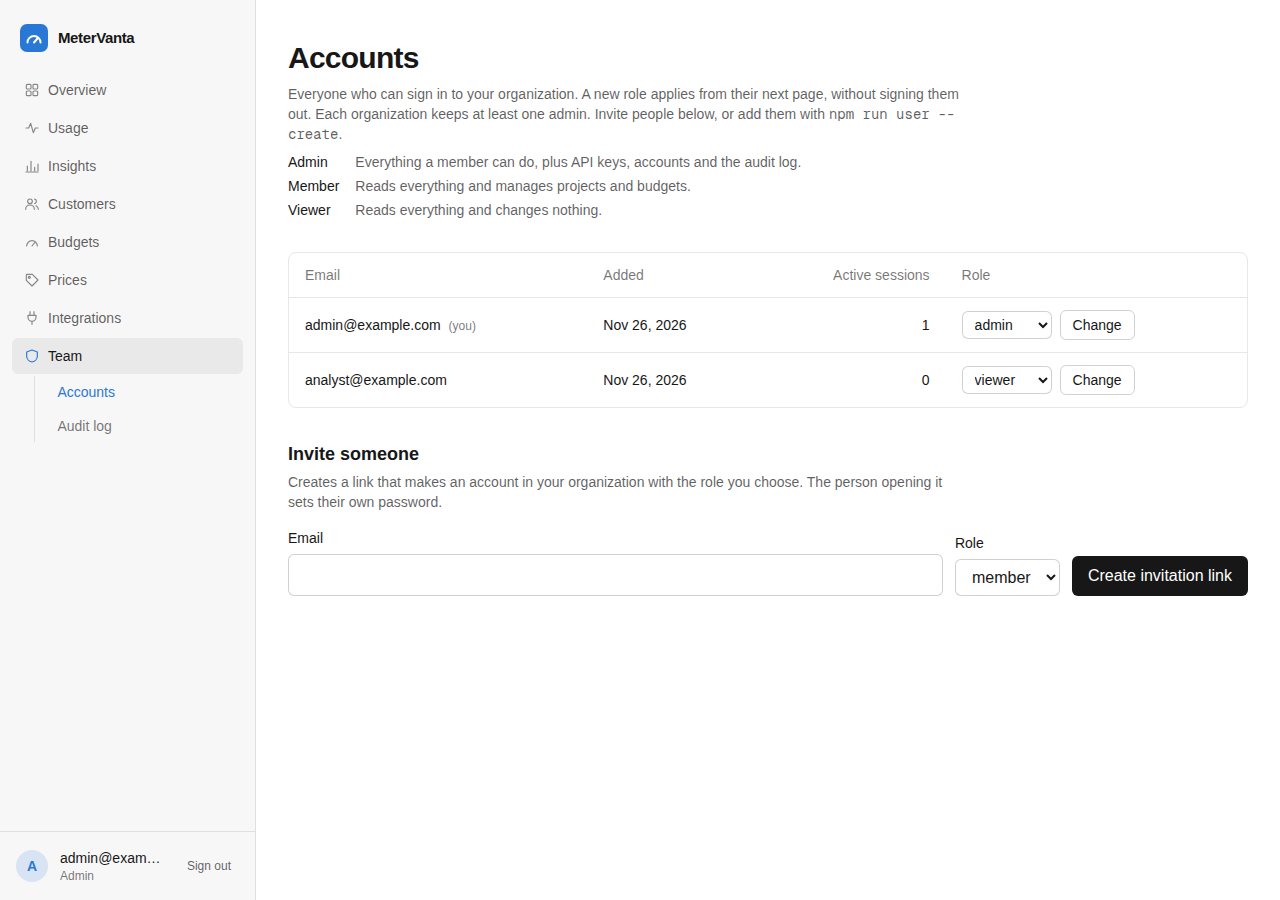 MeterVanta
Overview
Usage
Insights
Customers
Budgets
Prices
Integrations
Team
Accounts
Audit log
A
admin@exam…
Admin
Sign out
Accounts
Everyone who can sign in to your organization. A new role applies from their next page, without signing them
out. Each organization keeps at least one admin. Invite people below, or add them with npm run user --
create.
Admin Everything a member can do, plus API keys, accounts and the audit log.
Member Reads everything and manages projects and budgets.
Viewer Reads everything and changes nothing.
Email Added Active sessions Role
admin@example.com (you) Nov 26, 2026 1 admin Change
analyst@example.com Nov 26, 2026 0 viewer Change
Invite someone
Creates a link that makes an account in your organization with the role you choose. The person opening it
sets their own password.
Email
Role
member
Create invitation link